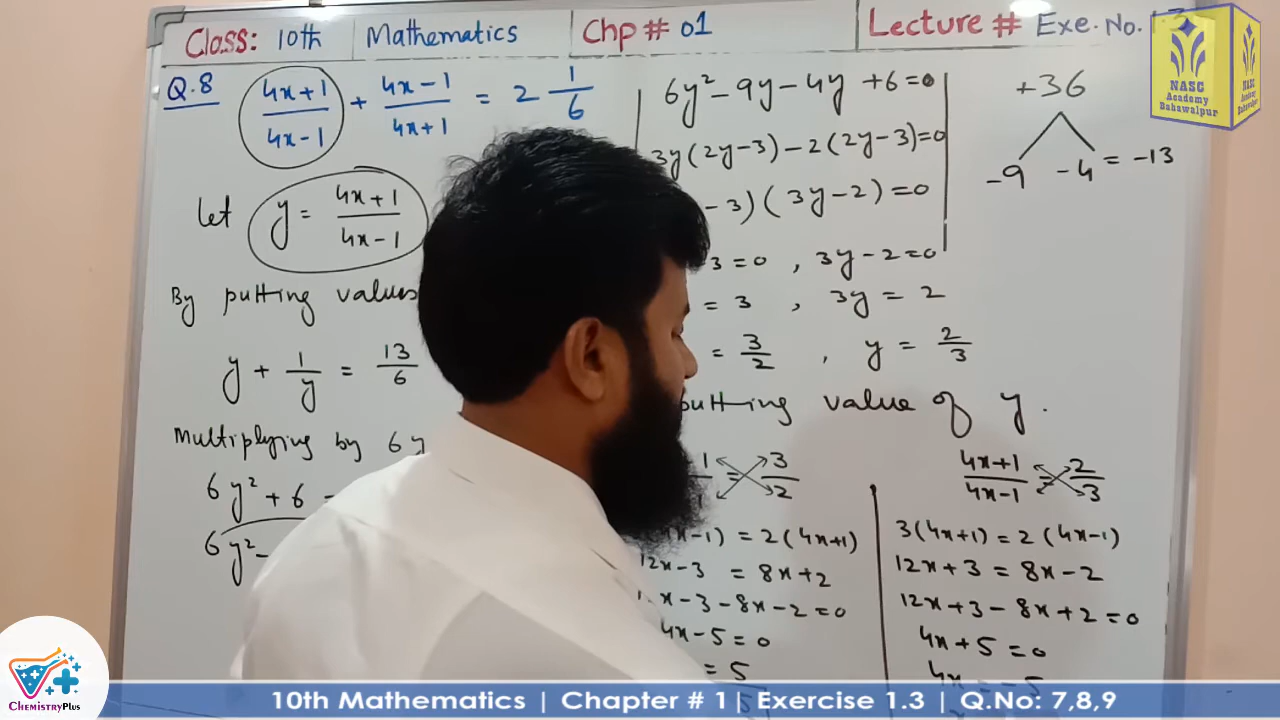 Class: 10th Mathematics Chp # 01 Lecture # Exe. No. 1.3
NASC
Academy
Bahawalpur
Q.8 (4x+1)/(4x-1) + (4x-1)/(4x+1) = 2 1/6
Let y = (4x+1)/(4x-1)
By putting values
y + 1/y = 13/6
Multiplying by 6y
6y² + 6
6y² -
6y² - 9y - 4y + 6 = 0
3y(2y-3) - 2(2y-3) = 0
- 3)(3y-2) = 0
3 = 0 , 3y - 2 = 0
= 3 , 3y = 2
= 3/2 , y = 2/3
putting value of y.
+36
-9 -4 = -13
= 3/2
-1) = 2(4x+1)
12x - 3 = 8x + 2
x - 3 - 8x - 2 = 0
4x - 5 = 0
= 5
(4x+1)/(4x-1) = 2/3
3(4x+1) = 2(4x-1)
12x + 3 = 8x - 2
12x + 3 - 8x + 2 = 0
4x + 5 = 0
4x = -5
ChemistryPlus
10th Mathematics | Chapter # 1| Exercise 1.3 | Q.No: 7,8,9